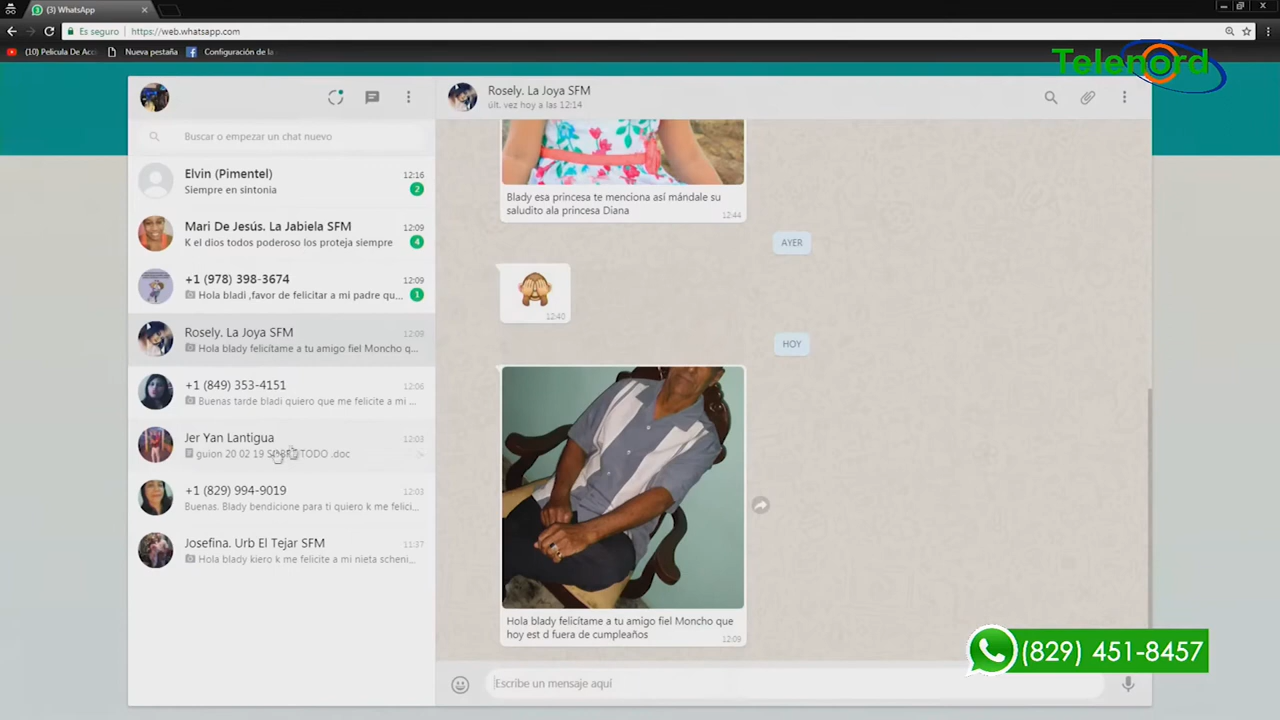 (3) WhatsApp
Es seguro https://web.whatsapp.com
(10) Pelicula De Acc Nueva pestaña Configuración de la
Telenord
Buscar o empezar un chat nuevo
Elvin (Pimentel) 12:16
Siempre en sintonia 2
Mari De Jesús. La Jabiela SFM 12:09
K el dios todos poderoso los proteja siempre 4
+1 (978) 398-3674 12:09
Hola bladi ,favor de felicitar a mi padre qu... 1
Rosely. La Joya SFM 12:09
Hola blady felicítame a tu amigo fiel Moncho q...
+1 (849) 353-4151 12:06
Buenas tarde bladi quiero que me felicite a mi ...
Jer Yan Lantigua 12:03
guion 20 02 19 SOBRETODO .doc
+1 (829) 994-9019 12:03
Buenas. Blady bendicione para ti quiero k me felici...
Josefina. Urb El Tejar SFM 11:37
Hola blady kiero k me felicite a mi nieta scheni...
Rosely. La Joya SFM
últ. vez hoy a las 12:14
Blady esa princesa te menciona así mándale su
saludito ala princesa Diana
12:44
AYER
12:40
HOY
Hola blady felicítame a tu amigo fiel Moncho que
hoy est d fuera de cumpleaños
12:09
Escribe un mensaje aquí
(829) 451-8457